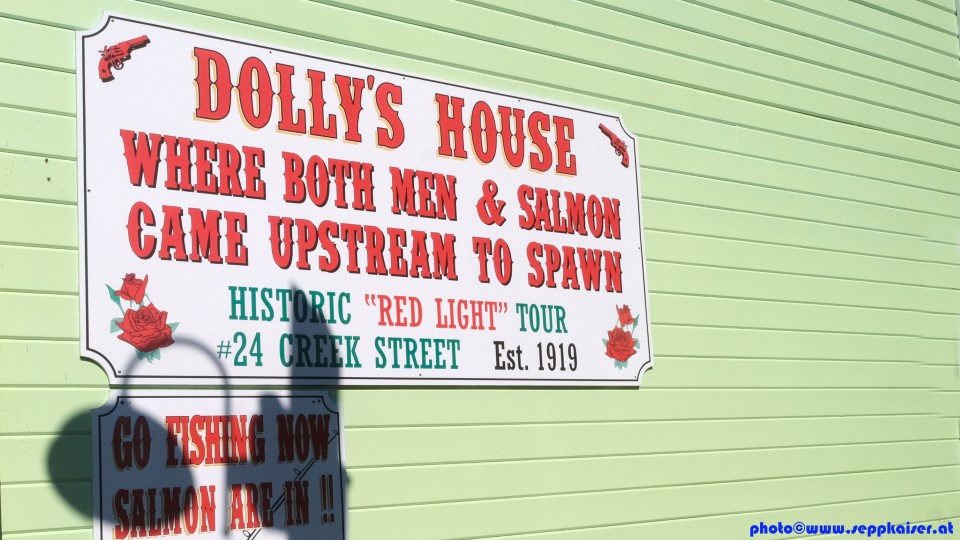 DOLLY'S HOUSE
WHERE BOTH MEN & SALMON
CAME UPSTREAM TO SPAWN
HISTORIC "RED LIGHT" TOUR
#24 CREEK STREET Est. 1919
GO FISHING NOW
SALMON ARE IN !!
photo©www.seppkaiser.at